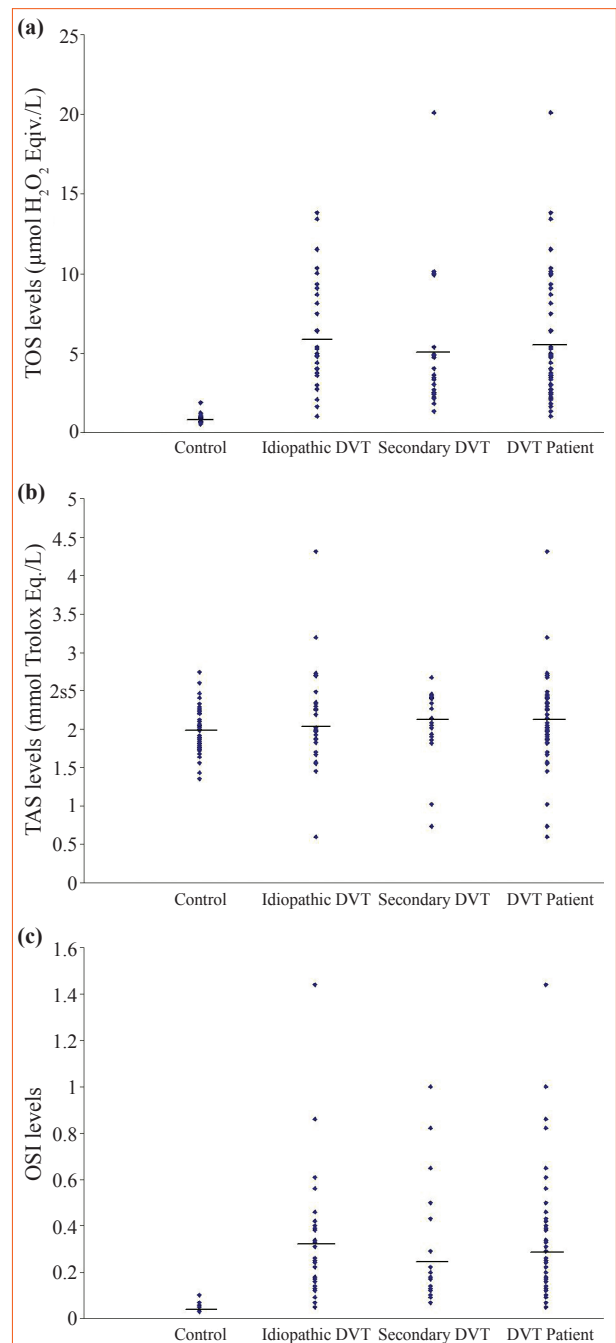 (a)
TOS levels (µmol H₂O₂ Eqiv./L)
25
20
15
10
5
0
Control Idiopathic DVT Secondary DVT DVT Patient
(b)
TAS levels (mmol Trolox Eq./L)
5
4.5
4
3.5
3
2s5
2
1.5
1
0.5
0
Control Idiopathic DVT Secondary DVT DVT Patient
(c)
OSI levels
1.6
1.4
1.2
1
0.8
0.6
0.4
0.2
0
Control Idiopathic DVT Secondary DVT DVT Patient